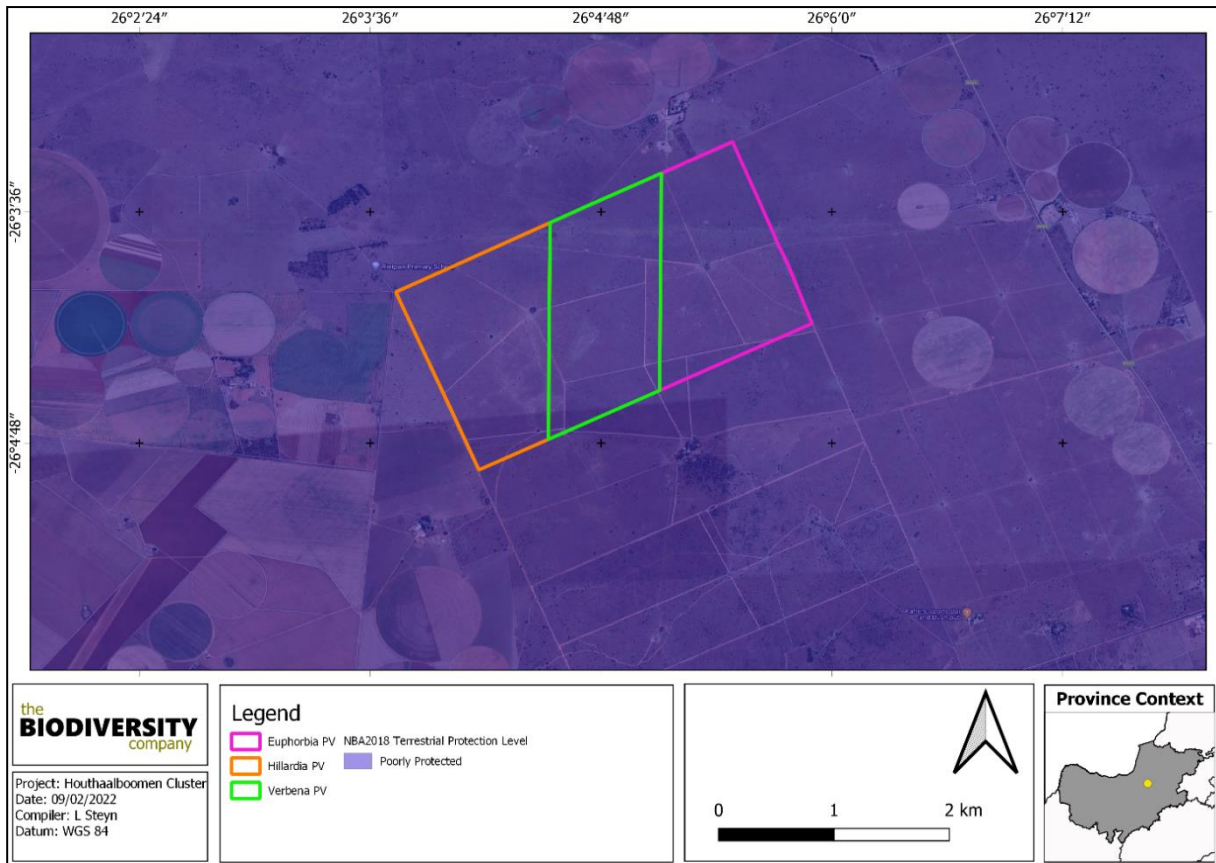 26°2'24" 26°3'36" 26°4'48" 26°6'0" 26°7'12"
-26°3'36"
-26°4'48"
the
BIODIVERSITY
company
Project: Houthaalboomen Cluster
Date: 09/02/2022
Compiler: L Steyn
Datum: WGS 84
Legend
Euphorbia PV
Hillardia PV
Verbena PV
NBA2018 Terrestrial Protection Level
Poorly Protected
0 1 2 km
Province Context